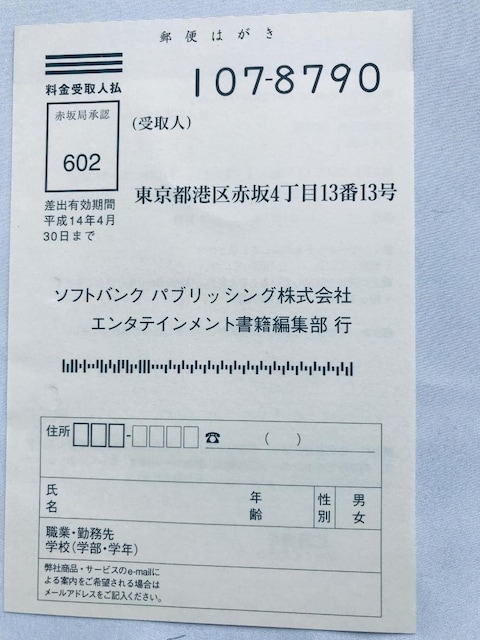 郵便はがき
料金受取人払
107-8790
赤坂局承認
602
(受取人)
差出有効期間
平成14年4月
30日まで
東京都港区赤坂4丁目13番13号
ソフトバンク パブリッシング株式会社
エンタテインメント書籍編集部 行
住所 - ☎ ( )
氏名 年齢 性別 男 女
職業・勤務先
学校(学部・学年)
弊社商品・サービスのe-mailに
よる案内をご希望される場合は
メールアドレスをご記入ください。